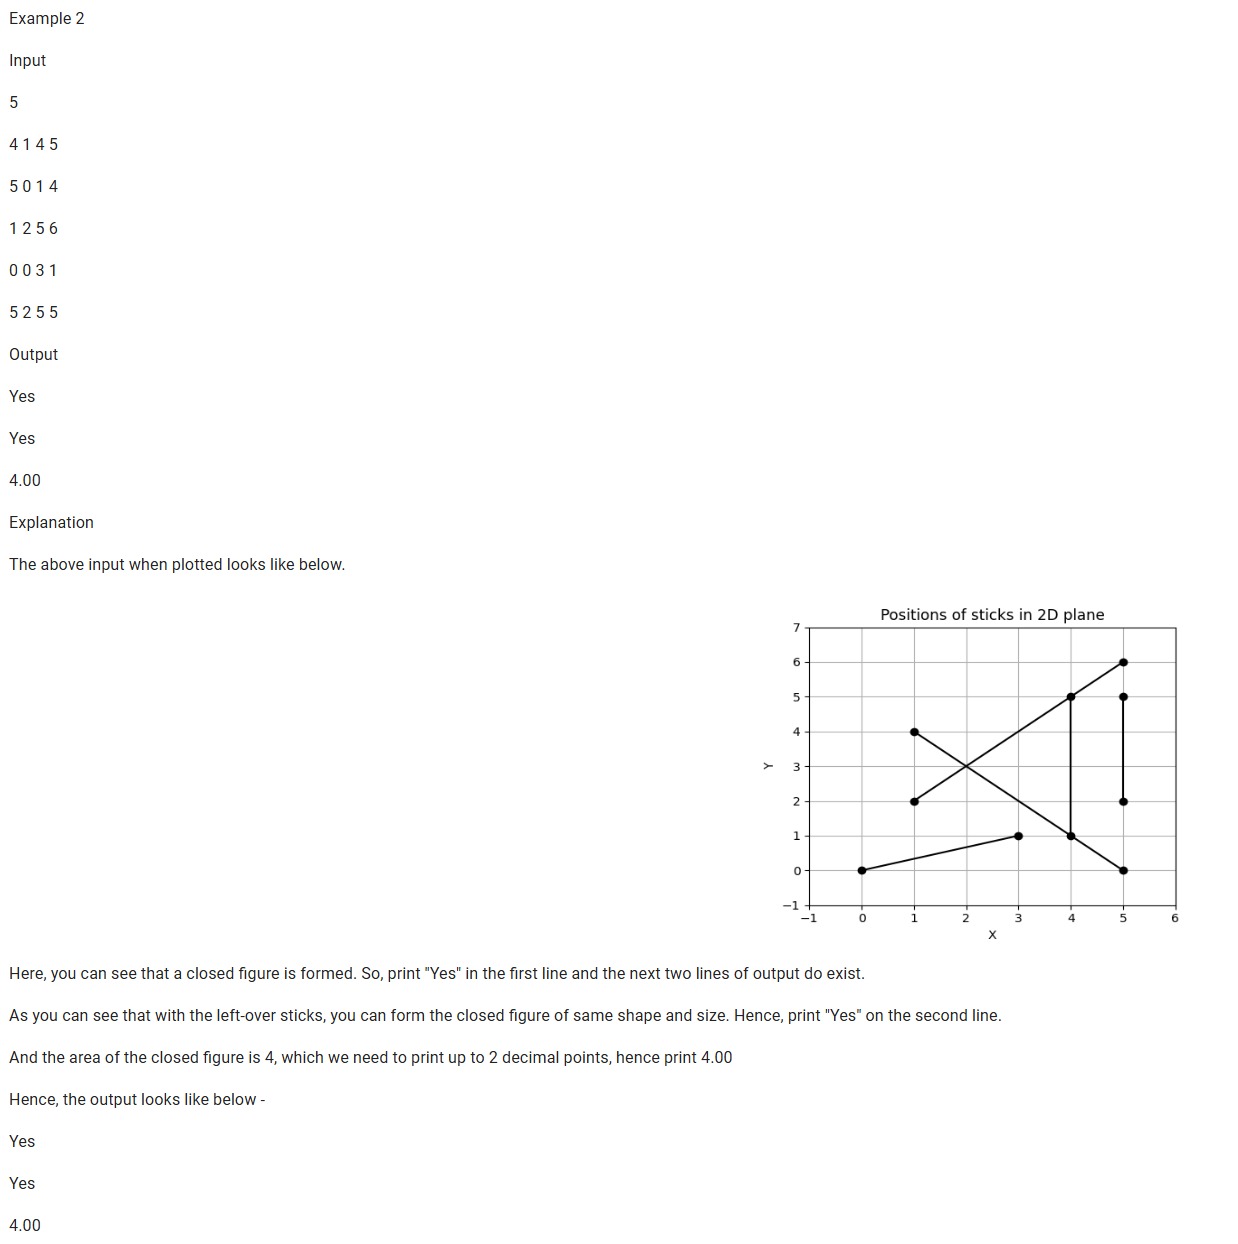 Example 2
Input
5
4 1 4 5
5 0 1 4
1 2 5 6
0 0 3 1
5 2 5 5
Output
Yes
Yes
4.00
Explanation
The above input when plotted looks like below.
Positions of sticks in 2D plane
7
6
5
4
3
2
1
0
−1
Y
−1 0 1 2 3 4 5 6
X
Here, you can see that a closed figure is formed. So, print "Yes" in the first line and the next two lines of output do exist.
As you can see that with the left-over sticks, you can form the closed figure of same shape and size. Hence, print "Yes" on the second line.
And the area of the closed figure is 4, which we need to print up to 2 decimal points, hence print 4.00
Hence, the output looks like below -
Yes
Yes
4.00